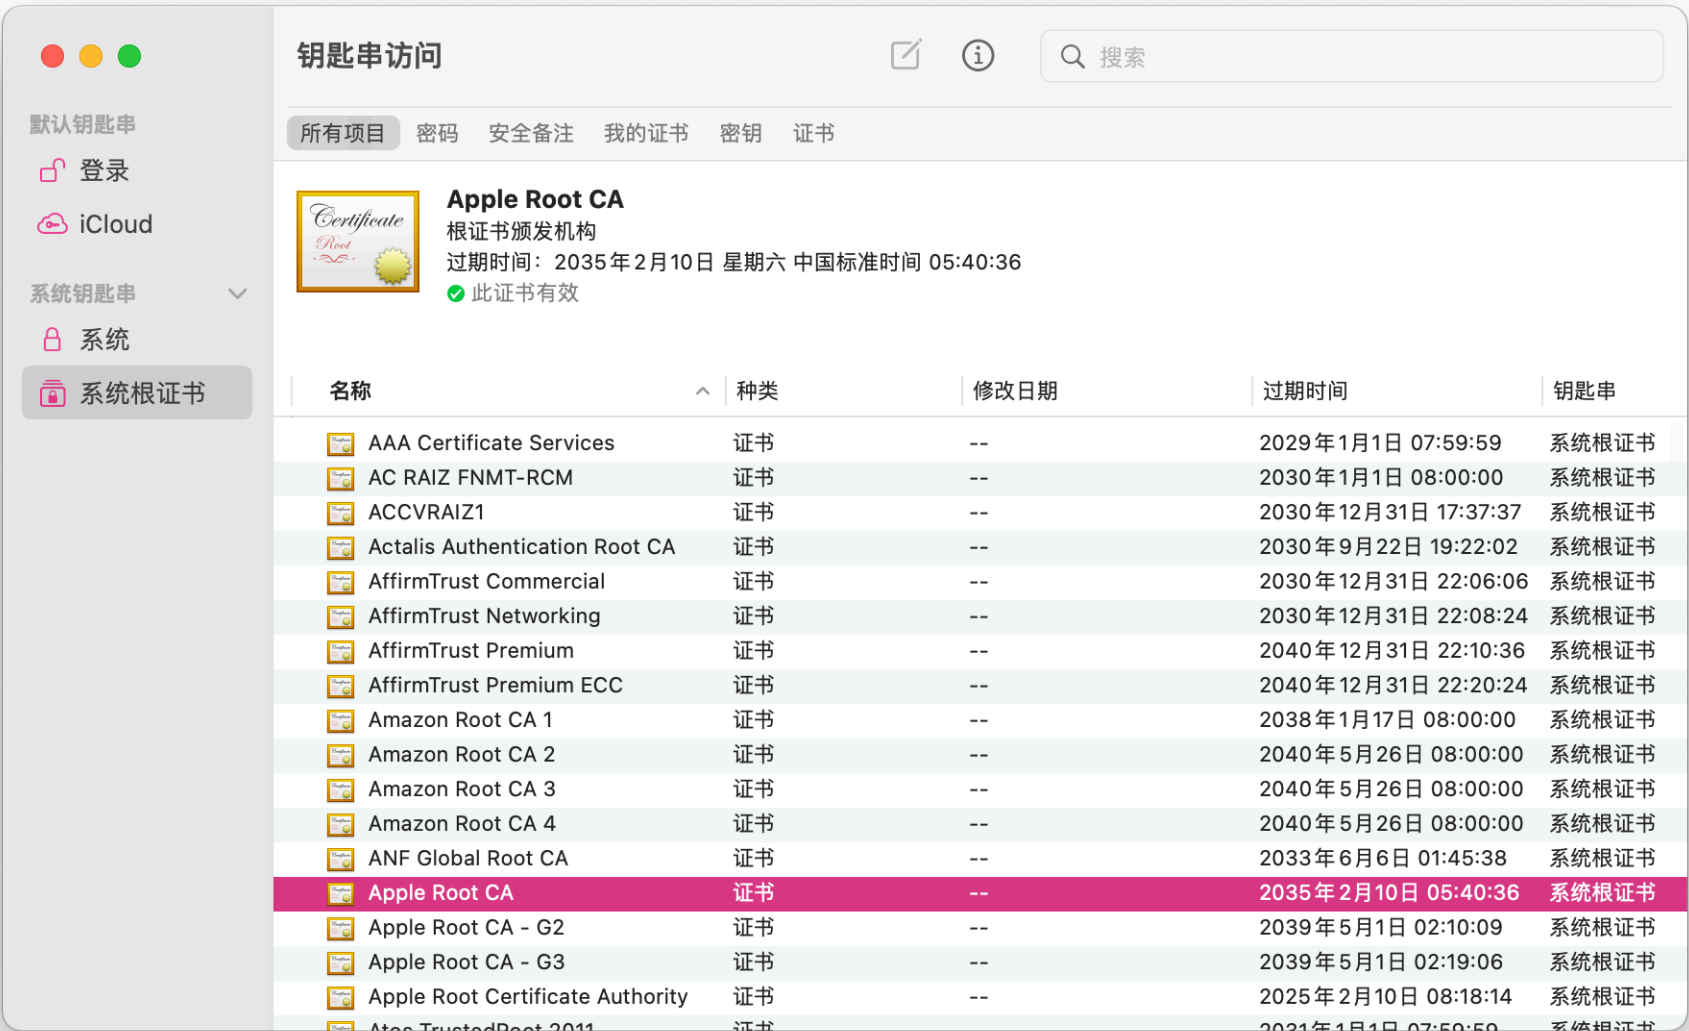 钥匙串访问
搜索
默认钥匙串
登录
iCloud
系统钥匙串
系统
系统根证书
所有项目 密码 安全备注 我的证书 密钥 证书
Certificate
Root
Apple Root CA
根证书颁发机构
过期时间：2035年2月10日 星期六 中国标准时间 05:40:36
此证书有效
名称 种类 修改日期 过期时间 钥匙串
AAA Certificate Services 证书 -- 2029年1月1日 07:59:59 系统根证书
AC RAIZ FNMT-RCM 证书 -- 2030年1月1日 08:00:00 系统根证书
ACCVRAIZ1 证书 -- 2030年12月31日 17:37:37 系统根证书
Actalis Authentication Root CA 证书 -- 2030年9月22日 19:22:02 系统根证书
AffirmTrust Commercial 证书 -- 2030年12月31日 22:06:06 系统根证书
AffirmTrust Networking 证书 -- 2030年12月31日 22:08:24 系统根证书
AffirmTrust Premium 证书 -- 2040年12月31日 22:10:36 系统根证书
AffirmTrust Premium ECC 证书 -- 2040年12月31日 22:20:24 系统根证书
Amazon Root CA 1 证书 -- 2038年1月17日 08:00:00 系统根证书
Amazon Root CA 2 证书 -- 2040年5月26日 08:00:00 系统根证书
Amazon Root CA 3 证书 -- 2040年5月26日 08:00:00 系统根证书
Amazon Root CA 4 证书 -- 2040年5月26日 08:00:00 系统根证书
ANF Global Root CA 证书 -- 2033年6月6日 01:45:38 系统根证书
Apple Root CA 证书 -- 2035年2月10日 05:40:36 系统根证书
Apple Root CA - G2 证书 -- 2039年5月1日 02:10:09 系统根证书
Apple Root CA - G3 证书 -- 2039年5月1日 02:19:06 系统根证书
Apple Root Certificate Authority 证书 -- 2025年2月10日 08:18:14 系统根证书
Atos TrustedRoot 2011 证书 2031年1月1日 07:59:59 系统根证书